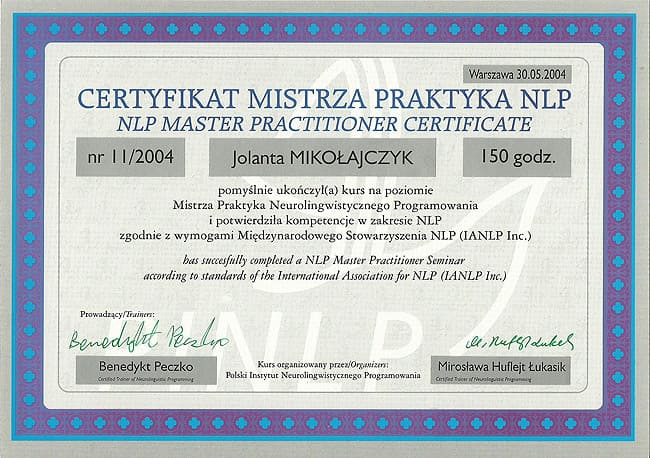 Warszawa 30.05.2004
CERTYFIKAT MISTRZA PRAKTYKA NLP
NLP MASTER PRACTITIONER CERTIFICATE
nr 11/2004
Jolanta MIKOŁAJCZYK
150 godz.
pomyślnie ukończył(a) kurs na poziomie
Mistrza Praktyka Neurolingwistycznego Programowania
i potwierdziła kompetencje w zakresie NLP
zgodnie z wymogami Międzynarodowego Stowarzyszenia NLP (IANLP Inc.)
has succesfully completed a NLP Master Practitioner Seminar
according to standards of the International Association for NLP (IANLP Inc.)
Prowadzący/Trainers:
Benedykt Peczko
Benedykt Peczko
Certified Trainer of Neurolinguistic Programming
Kurs organizowany przez/Organizers:
Polski Instytut Neurolingwistycznego Programowania
Mirosława Huflejt Łukasik
Certified Trainer of Neurolinguistic Programming